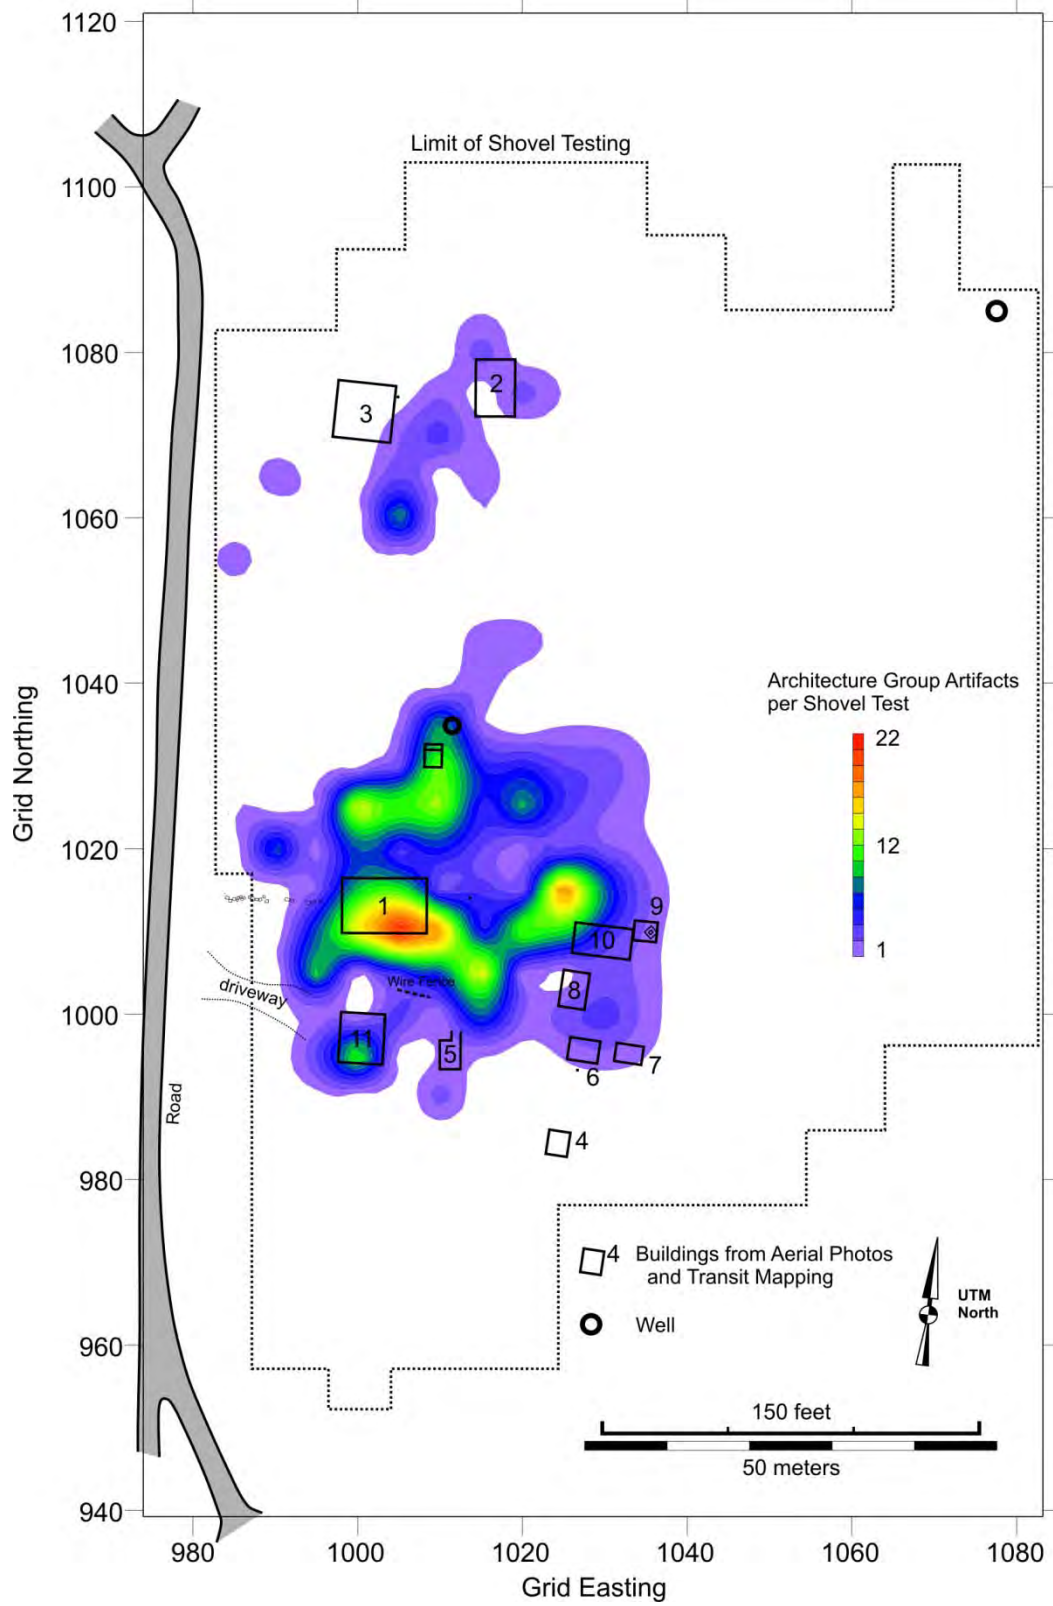 1120
Limit of Shovel Testing
1100
1080
2
3
1060
1040
Architecture Group Artifacts
per Shovel Test
22
Grid Northing
12
1020
1
9
10
1
Wire Fence
8
driveway
1000
11
5
6
7
Road
4
980
4
Buildings from Aerial Photos
and Transit Mapping
UTM
North
Well
960
150 feet
50 meters
940
980
1000
1020
1040
1060
1080
Grid Easting